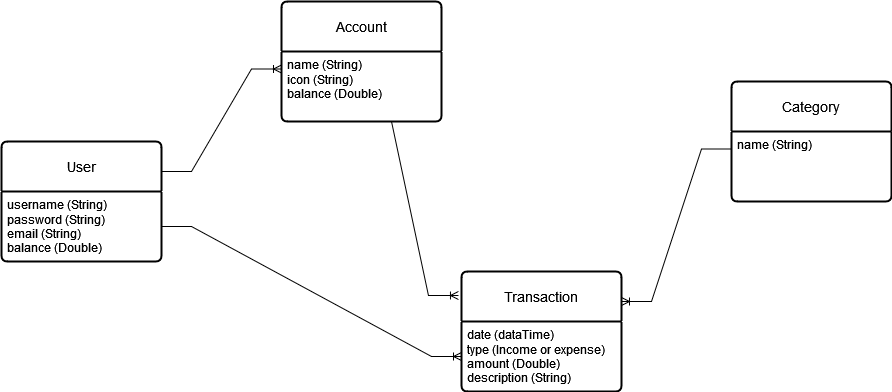 Account
name (String)
icon (String)
balance (Double)
Category
name (String)
User
username (String)
password (String)
email (String)
balance (Double)
Transaction
date (dataTime)
type (Income or expense)
amount (Double)
description (String)